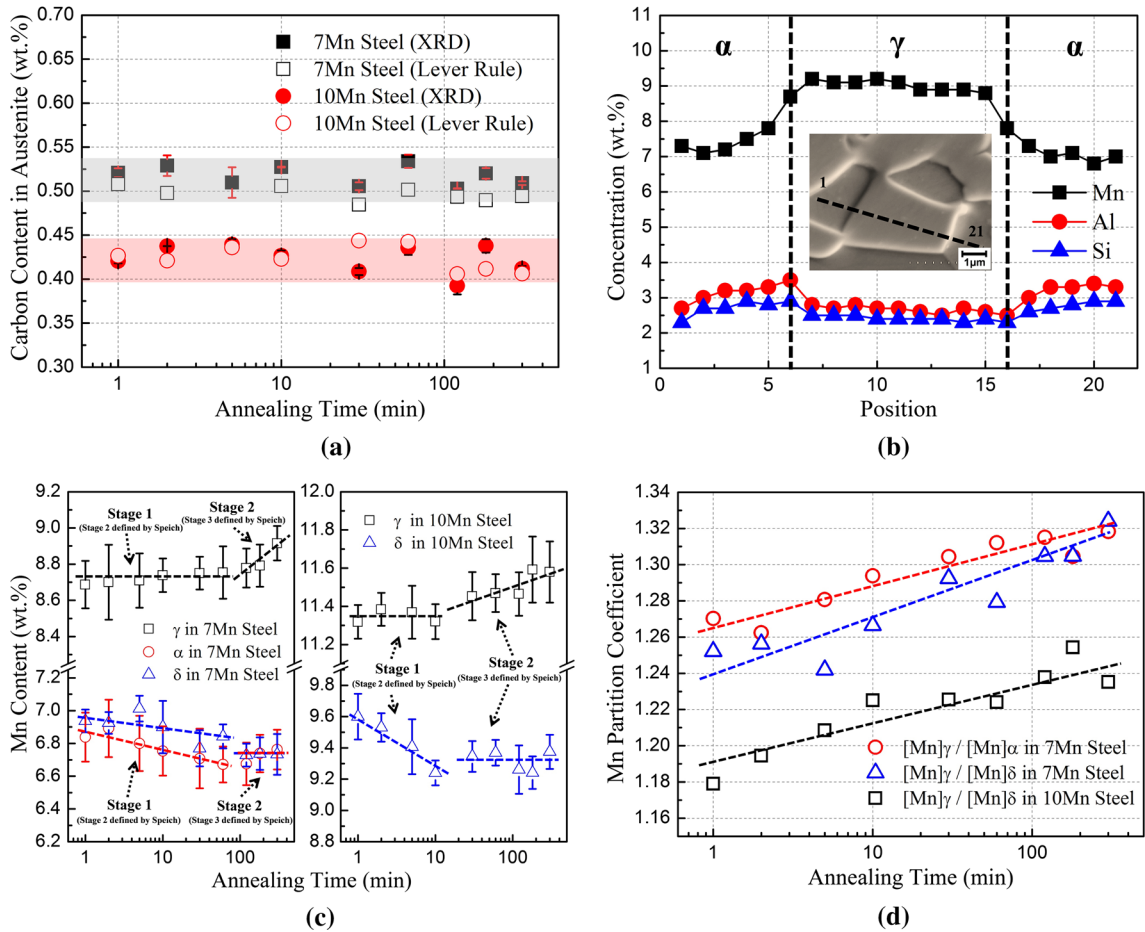 0.70
0.65
0.60
0.55
0.50
0.45
0.40
0.35
0.30
Carbon Content in Austenite (wt.%)
7Mn Steel (XRD)
7Mn Steel (Lever Rule)
10Mn Steel (XRD)
10Mn Steel (Lever Rule)
1 10 100
Annealing Time (min)
(a)
11
10
9
8
7
6
5
4
3
2
1
Concentration (wt.%)
α γ α
1
21
1μm
Mn
Al
Si
0 5 10 15 20
Position
(b)
9.2
9.0
8.8
8.6
7.2
7.0
6.8
6.6
6.4
6.2
Mn Content (wt.%)
Stage 1
(Stage 2 defined by Speich)
Stage 2
(Stage 3 defined by Speich)
γ in 7Mn Steel
α in 7Mn Steel
δ in 7Mn Steel
Stage 1
(Stage 2 defined by Speich)
Stage 2
(Stage 3 defined by Speich)
1 10 100
Annealing Time (min)
12.0
11.8
11.6
11.4
11.2
9.8
9.6
9.4
9.2
9.0
8.8
γ in 10Mn Steel
δ in 10Mn Steel
Stage 1
(Stage 2 defined by Speich)
Stage 2
(Stage 3 defined by Speich)
1 10 100
Annealing Time (min)
(c)
1.34
1.32
1.30
1.28
1.26
1.24
1.22
1.20
1.18
1.16
Mn Partition Coefficient
[Mn]γ / [Mn]α in 7Mn Steel
[Mn]γ / [Mn]δ in 7Mn Steel
[Mn]γ / [Mn]δ in 10Mn Steel
1 10 100
Annealing Time (min)
(d)